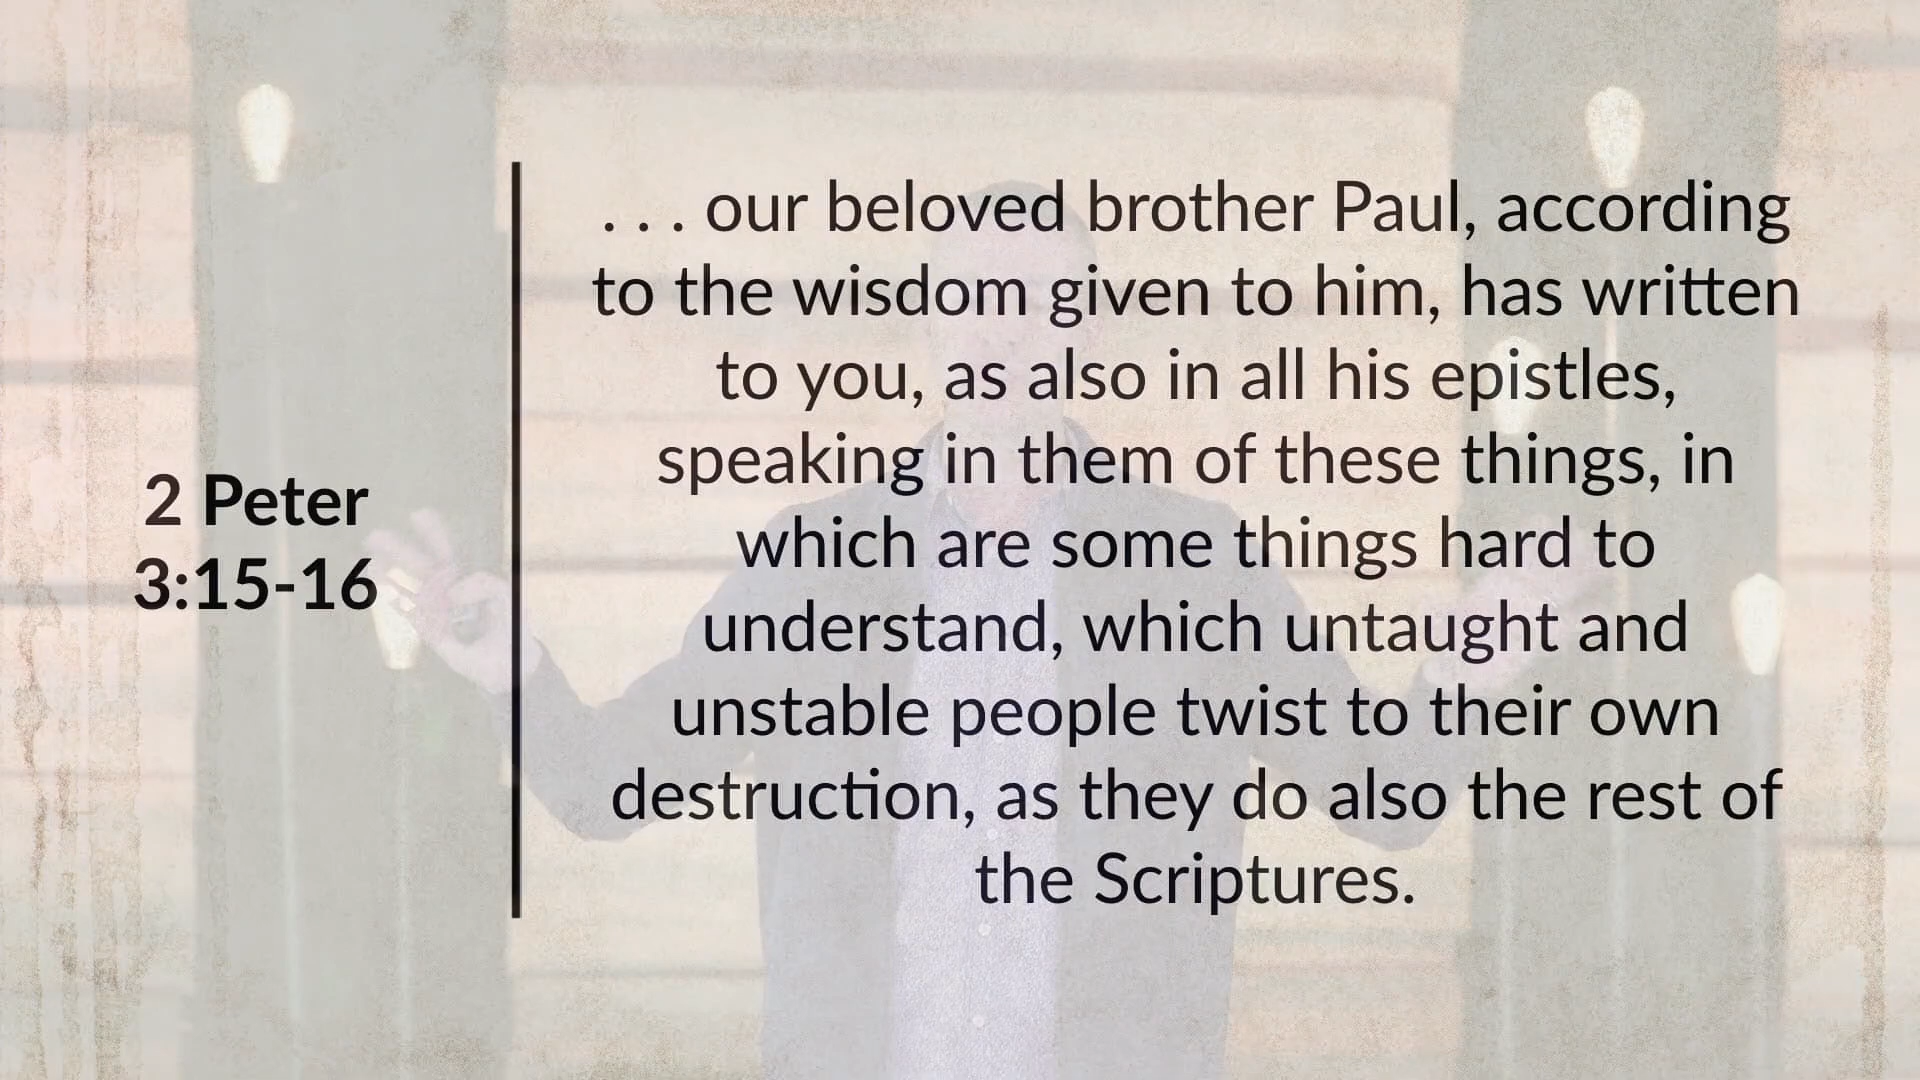 2 Peter
3:15-16
. . . our beloved brother Paul, according
to the wisdom given to him, has written
to you, as also in all his epistles,
speaking in them of these things, in
which are some things hard to
understand, which untaught and
unstable people twist to their own
destruction, as they do also the rest of
the Scriptures.